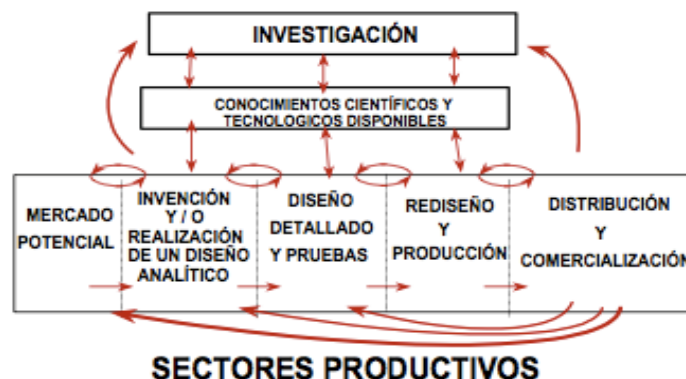 INVESTIGACIÓN
CONOCIMIENTOS CIENTÍFICOS Y
TECNOLOGICOS DISPONIBLES
MERCADO
POTENCIAL
INVENCIÓN
Y / O
REALIZACIÓN
DE UN DISEÑO
ANALÍTICO
DISEÑO
DETALLADO
Y PRUEBAS
REDISEÑO
Y
PRODUCCIÓN
DISTRIBUCIÓN
Y
COMERCIALIZACIÓN
SECTORES PRODUCTIVOS